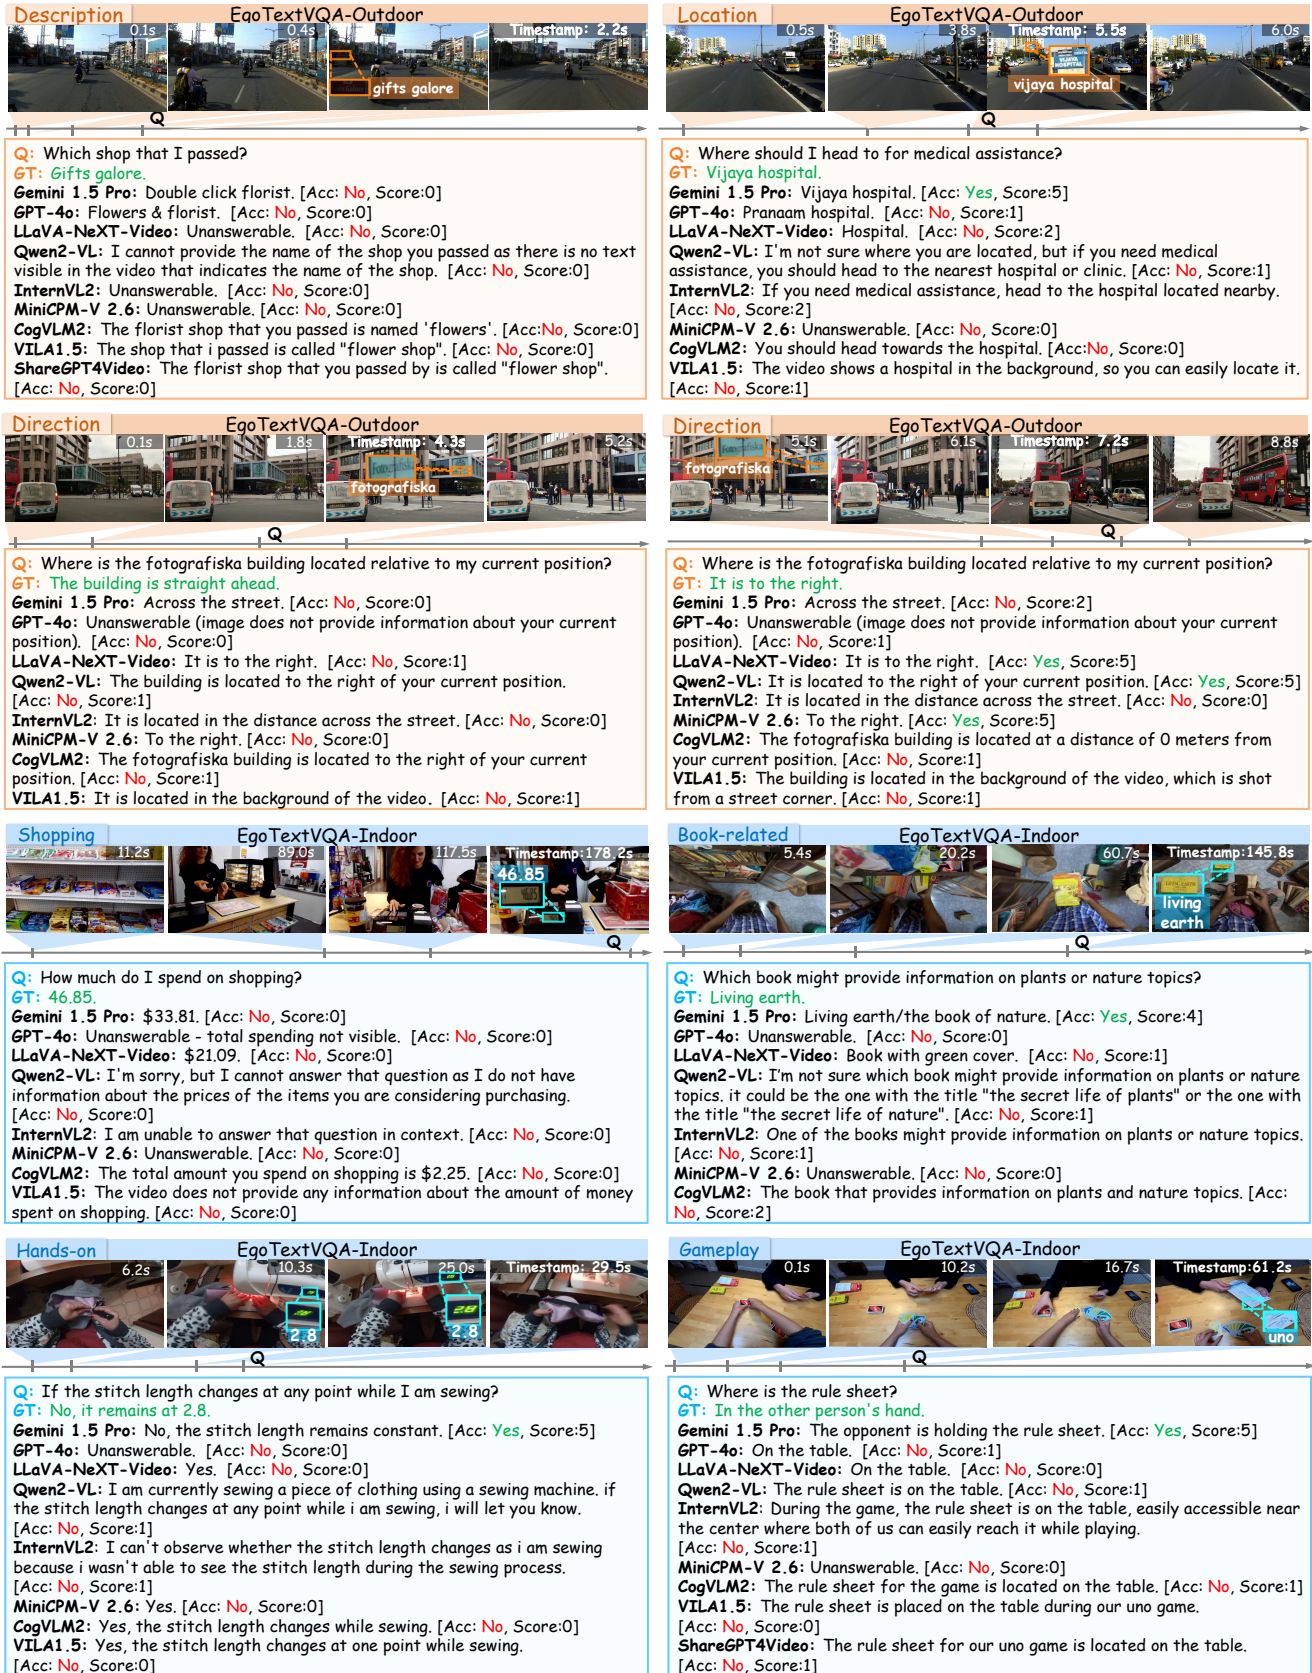 Description
EgoTextVQA-Outdoor
0.1s
0.4s
Timestamp: 2.2s
gifts galore
Q
Q: Which shop that I passed?
GT: Gifts galore.
Gemini 1.5 Pro: Double click florist. [Acc: No, Score:0]
GPT-4o: Flowers & florist. [Acc: No, Score:0]
LLaVA-NeXT-Video: Unanswerable. [Acc: No, Score:0]
Qwen2-VL: I cannot provide the name of the shop you passed as there is no text
visible in the video that indicates the name of the shop. [Acc: No, Score:0]
InternVL2: Unanswerable. [Acc: No, Score:0]
MiniCPM-V 2.6: Unanswerable. [Acc: No, Score:0]
CogVLM2: The florist shop that you passed is named 'flowers'. [Acc:No, Score:0]
VILA1.5: The shop that i passed is called "flower shop". [Acc: No, Score:0]
ShareGPT4Video: The florist shop that you passed by is called "flower shop".
[Acc: No, Score:0]
Location
EgoTextVQA-Outdoor
0.5s
3.8s
Timestamp: 5.5s
6.0s
VIJAYA
HOSPITAL
vijaya hospital
Q
Q: Where should I head to for medical assistance?
GT: Vijaya hospital.
Gemini 1.5 Pro: Vijaya hospital. [Acc: Yes, Score:5]
GPT-4o: Pranaam hospital. [Acc: No, Score:1]
LLaVA-NeXT-Video: Hospital. [Acc: No, Score:2]
Qwen2-VL: I'm not sure where you are located, but if you need medical
assistance, you should head to the nearest hospital or clinic. [Acc: No, Score:1]
InternVL2: If you need medical assistance, head to the hospital located nearby.
[Acc: No, Score:2]
MiniCPM-V 2.6: Unanswerable. [Acc: No, Score:0]
CogVLM2: You should head towards the hospital. [Acc:No, Score:0]
VILA1.5: The video shows a hospital in the background, so you can easily locate it.
[Acc: No, Score:1]
Direction
EgoTextVQA-Outdoor
0.1s
1.8s
Timestamp: 4.3s
5.2s
fotografiska
Q
Q: Where is the fotografiska building located relative to my current position?
GT: The building is straight ahead.
Gemini 1.5 Pro: Across the street. [Acc: No, Score:0]
GPT-4o: Unanswerable (image does not provide information about your current
position). [Acc: No, Score:0]
LLaVA-NeXT-Video: It is to the right. [Acc: No, Score:1]
Qwen2-VL: The building is located to the right of your current position.
[Acc: No, Score:1]
InternVL2: It is located in the distance across the street. [Acc: No, Score:0]
MiniCPM-V 2.6: To the right. [Acc: No, Score:0]
CogVLM2: The fotografiska building is located to the right of your current
position. [Acc: No, Score:1]
VILA1.5: It is located in the background of the video. [Acc: No, Score:1]
Direction
EgoTextVQA-Outdoor
5.1s
6.1s
Timestamp: 7.2s
8.8s
fotografiska
Q
Q: Where is the fotografiska building located relative to my current position?
GT: It is to the right.
Gemini 1.5 Pro: Across the street. [Acc: No, Score:2]
GPT-4o: Unanswerable (image does not provide information about your current
position). [Acc: No, Score:1]
LLaVA-NeXT-Video: It is to the right. [Acc: Yes, Score:5]
Qwen2-VL: It is located to the right of your current position. [Acc: Yes, Score:5]
InternVL2: It is located in the distance across the street. [Acc: No, Score:0]
MiniCPM-V 2.6: To the right. [Acc: Yes, Score:5]
CogVLM2: The fotografiska building is located at a distance of 0 meters from
your current position. [Acc: No, Score:1]
VILA1.5: The building is located in the background of the video, which is shot
from a street corner. [Acc: No, Score:1]
Shopping
EgoTextVQA-Indoor
11.2s
89.0s
117.5s
Timestamp:178.2s
46.85
Q
Q: How much do I spend on shopping?
GT: 46.85.
Gemini 1.5 Pro: $33.81. [Acc: No, Score:0]
GPT-4o: Unanswerable - total spending not visible. [Acc: No, Score:0]
LLaVA-NeXT-Video: $21.09. [Acc: No, Score:0]
Qwen2-VL: I'm sorry, but I cannot answer that question as I do not have
information about the prices of the items you are considering purchasing.
[Acc: No, Score:0]
InternVL2: I am unable to answer that question in context. [Acc: No, Score:0]
MiniCPM-V 2.6: Unanswerable. [Acc: No, Score:0]
CogVLM2: The total amount you spend on shopping is $2.25. [Acc: No, Score:0]
VILA1.5: The video does not provide any information about the amount of money
spent on shopping. [Acc: No, Score:0]
Book-related
EgoTextVQA-Indoor
5.4s
20.2s
60.7s
Timestamp:145.8s
living
earth
Q
Q: Which book might provide information on plants or nature topics?
GT: Living earth.
Gemini 1.5 Pro: Living earth/the book of nature. [Acc: Yes, Score:4]
GPT-4o: Unanswerable. [Acc: No, Score:0]
LLaVA-NeXT-Video: Book with green cover. [Acc: No, Score:1]
Qwen2-VL: I'm not sure which book might provide information on plants or nature
topics. it could be the one with the title "the secret life of plants" or the one with
the title "the secret life of nature". [Acc: No, Score:1]
InternVL2: One of the books might provide information on plants or nature topics.
[Acc: No, Score:1]
MiniCPM-V 2.6: Unanswerable. [Acc: No, Score:0]
CogVLM2: The book that provides information on plants and nature topics. [Acc:
No, Score:2]
Hands-on
EgoTextVQA-Indoor
6.2s
10.3s
25.0s
Timestamp: 29.5s
2.8
2.8
2.8
Q
Q: If the stitch length changes at any point while I am sewing?
GT: No, it remains at 2.8.
Gemini 1.5 Pro: No, the stitch length remains constant. [Acc: Yes, Score:5]
GPT-4o: Unanswerable. [Acc: No, Score:0]
LLaVA-NeXT-Video: Yes. [Acc: No, Score:0]
Qwen2-VL: I am currently sewing a piece of clothing using a sewing machine. if
the stitch length changes at any point while i am sewing, i will let you know.
[Acc: No, Score:1]
InternVL2: I can't observe whether the stitch length changes as i am sewing
because i wasn't able to see the stitch length during the sewing process.
[Acc: No, Score:1]
MiniCPM-V 2.6: Yes. [Acc: No, Score:0]
CogVLM2: Yes, the stitch length changes while sewing. [Acc: No, Score:0]
VILA1.5: Yes, the stitch length changes at one point while sewing.
[Acc: No, Score:0]
Gameplay
EgoTextVQA-Indoor
0.1s
10.2s
16.7s
Timestamp:61.2s
uno
Q
Q: Where is the rule sheet?
GT: In the other person's hand.
Gemini 1.5 Pro: The opponent is holding the rule sheet. [Acc: Yes, Score:5]
GPT-4o: On the table. [Acc: No, Score:1]
LLaVA-NeXT-Video: On the table. [Acc: No, Score:1]
Qwen2-VL: The rule sheet is on the table. [Acc: No, Score:1]
InternVL2: During the game, the rule sheet is on the table, easily accessible near
the center where both of us can easily reach it while playing.
[Acc: No, Score:1]
MiniCPM-V 2.6: Unanswerable. [Acc: No, Score:0]
CogVLM2: The rule sheet for the game is located on the table. [Acc: No, Score:1]
VILA1.5: The rule sheet is placed on the table during our uno game.
[Acc: No, Score:0]
ShareGPT4Video: The rule sheet for our uno game is located on the table.
[Acc: No, Score:1]